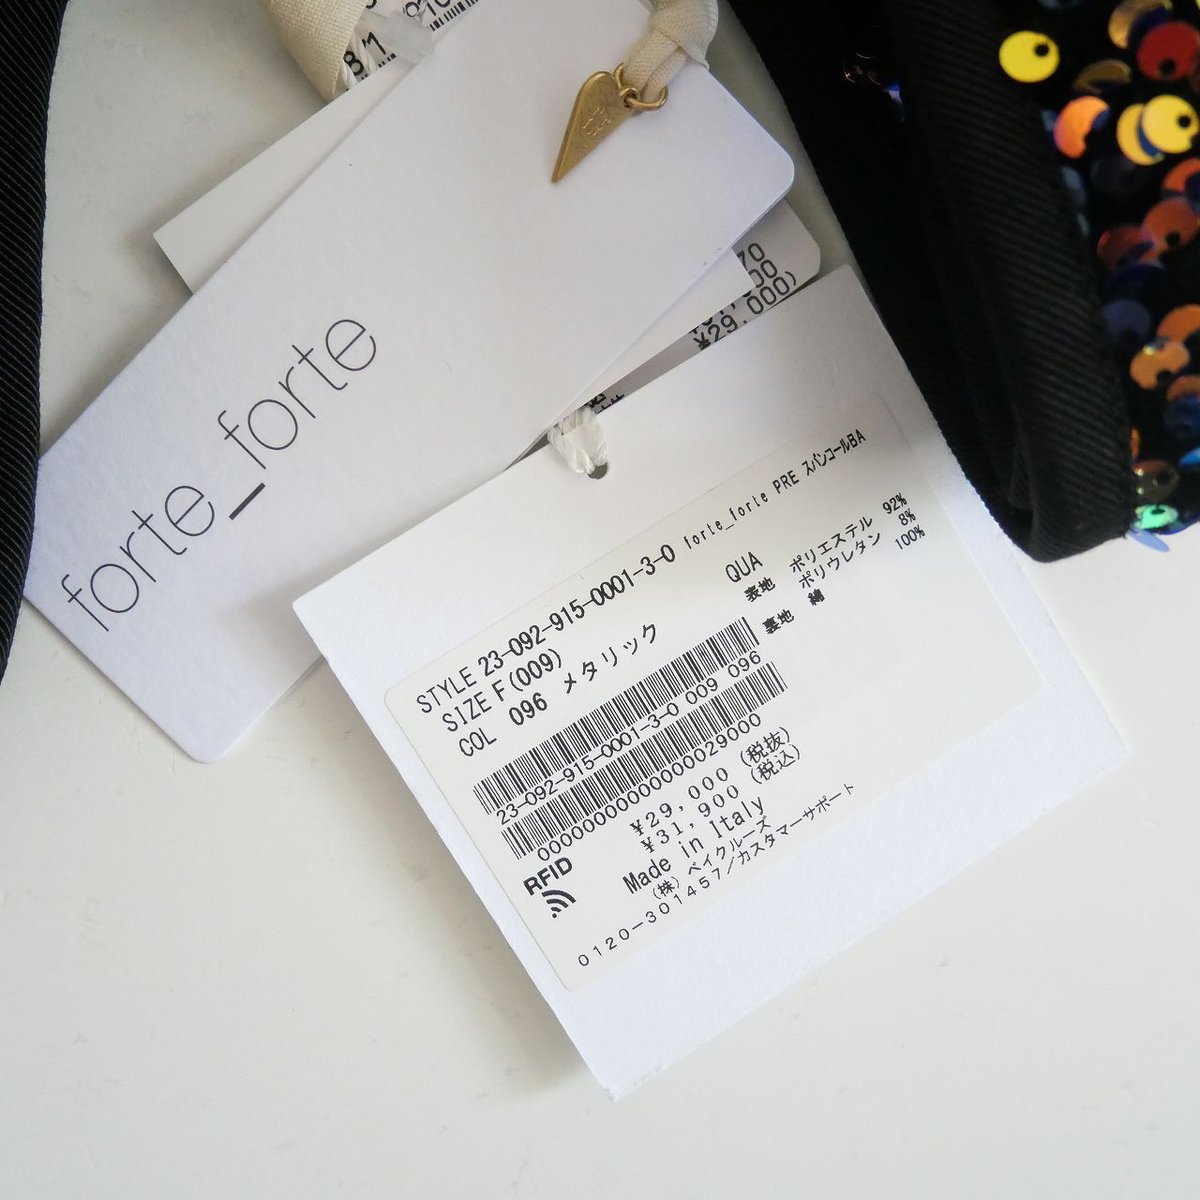 forte_forte
¥29,000)
STYLE 23-092-915-0001-3-0 forte_forte PRE スパンコールBA
SIZE F(009)
COL 096 メタリック
QUA
表地 ポリエステル 92%
ポリウレタン 8%
裏地 綿 100%
23-092-915-0001-3-0 009 096
¥29,000 (税抜)
¥31,900 (税込)
RFID
Made in Italy
(株) ベイクルーズ
0120-301457/カスタマーサポート